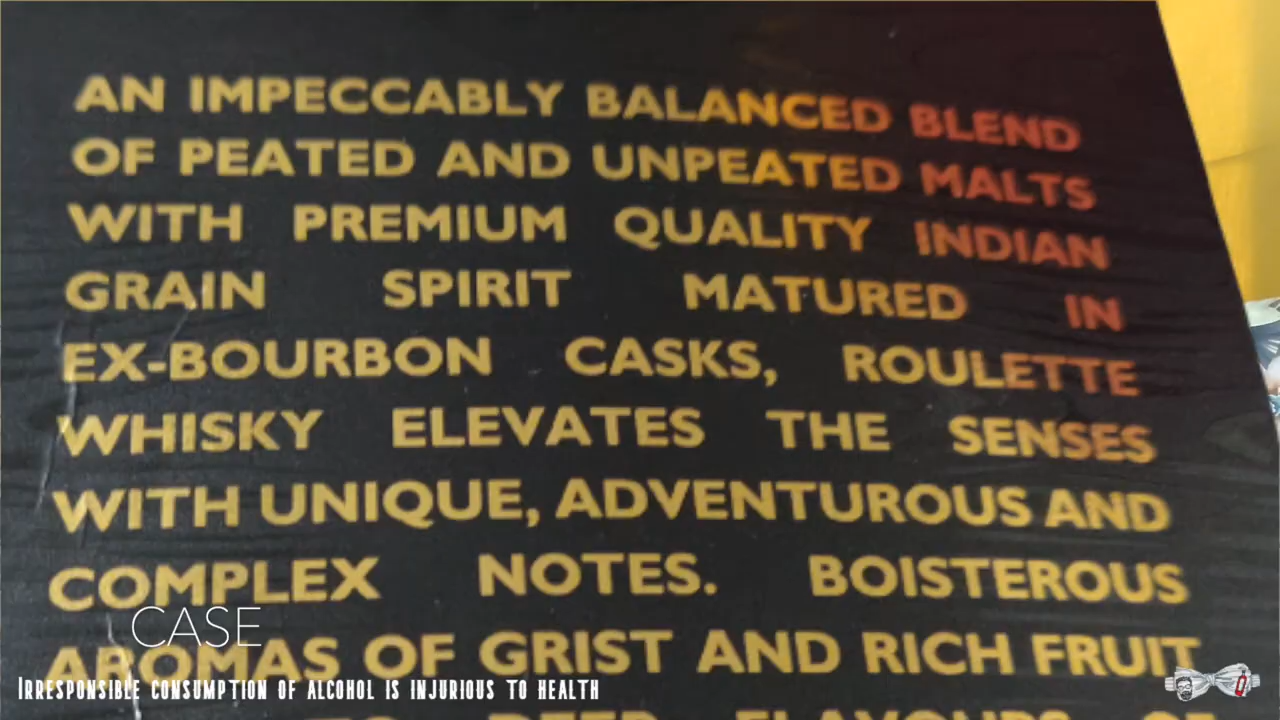 AN IMPECCABLY BALANCED BLEND
OF PEATED AND UNPEATED MALTS
WITH PREMIUM QUALITY INDIAN
GRAIN SPIRIT MATURED IN
EX-BOURBON CASKS, ROULETTE
WHISKY ELEVATES THE SENSES
WITH UNIQUE, ADVENTUROUS AND
COMPLEX NOTES. BOISTEROUS
CASE
AROMAS OF GRIST AND RICH FRUIT
IRRESPONSIBLE CONSUMPTION OF ALCOHOL IS INJURIOUS TO HEALTH